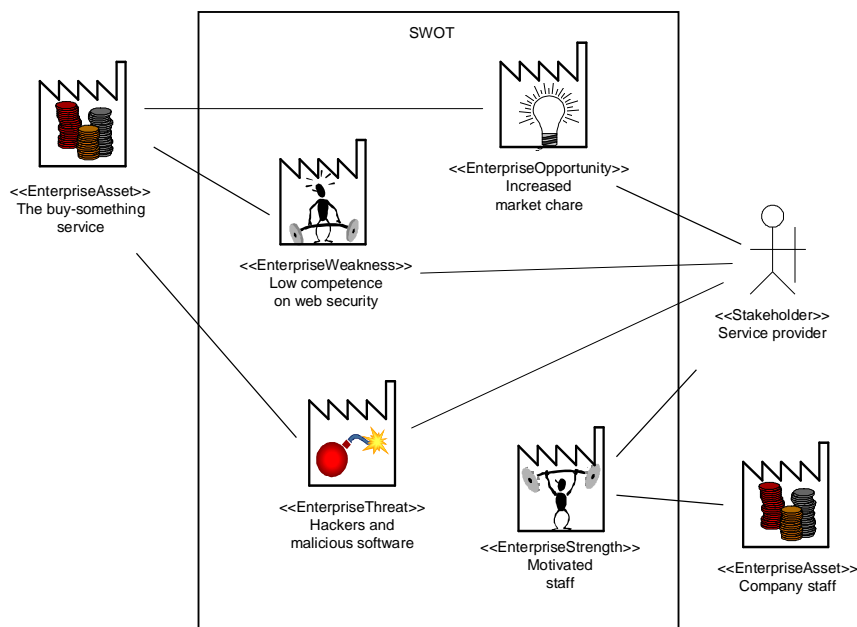 SWOT
<<EnterpriseAsset>>
The buy-something
service
<<EnterpriseOpportunity>>
Increased
market chare
<<EnterpriseWeakness>>
Low competence
on web security
<<Stakeholder>>
Service provider
<<EnterpriseThreat>>
Hackers and
malicious software
<<EnterpriseStrength>>
Motivated
staff
<<EnterpriseAsset>>
Company staff